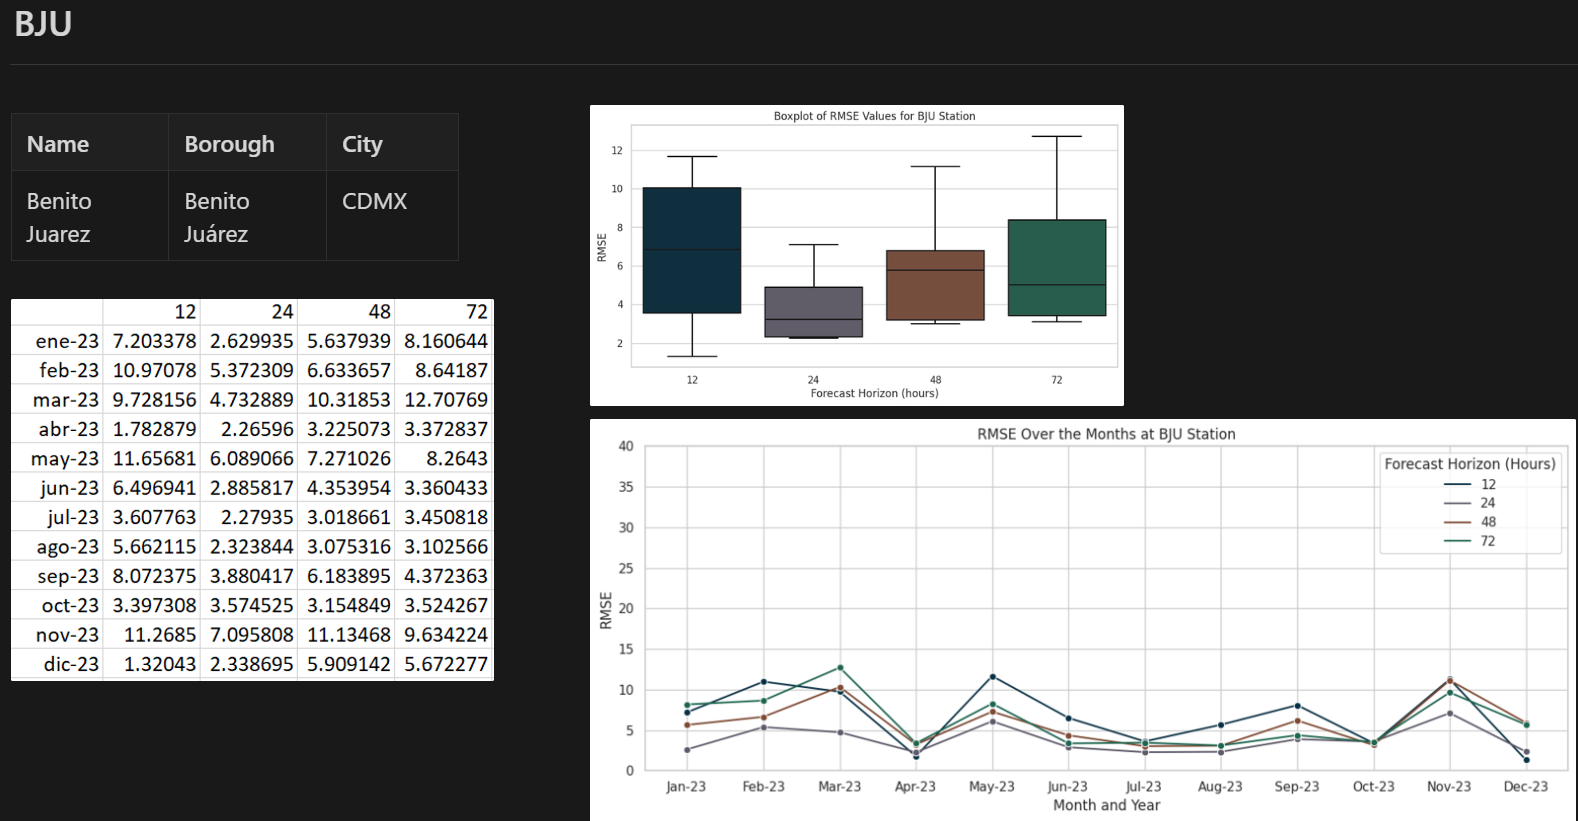 BJU
Name Borough City
Benito Juarez Benito Juárez CDMX
12 24 48 72
ene-23 7.203378 2.629935 5.637939 8.160644
feb-23 10.97078 5.372309 6.633657 8.64187
mar-23 9.728156 4.732889 10.31853 12.70769
abr-23 1.782879 2.26596 3.225073 3.372837
may-23 11.65681 6.089066 7.271026 8.2643
jun-23 6.496941 2.885817 4.353954 3.360433
jul-23 3.607763 2.27935 3.018661 3.450818
ago-23 5.662115 2.323844 3.075316 3.102566
sep-23 8.072375 3.880417 6.183895 4.372363
oct-23 3.397308 3.574525 3.154849 3.524267
nov-23 11.2685 7.095808 11.13468 9.634224
dic-23 1.32043 2.338695 5.909142 5.672277
Boxplot of RMSE Values for BJU Station
RMSE
12
10
8
6
4
2
12 24 48 72
Forecast Horizon (hours)
RMSE Over the Months at BJU Station
RMSE
40
35
30
25
20
15
10
5
0
Forecast Horizon (Hours)
12
24
48
72
Jan-23 Feb-23 Mar-23 Apr-23 May-23 Jun-23 Jul-23 Aug-23 Sep-23 Oct-23 Nov-23 Dec-23
Month and Year